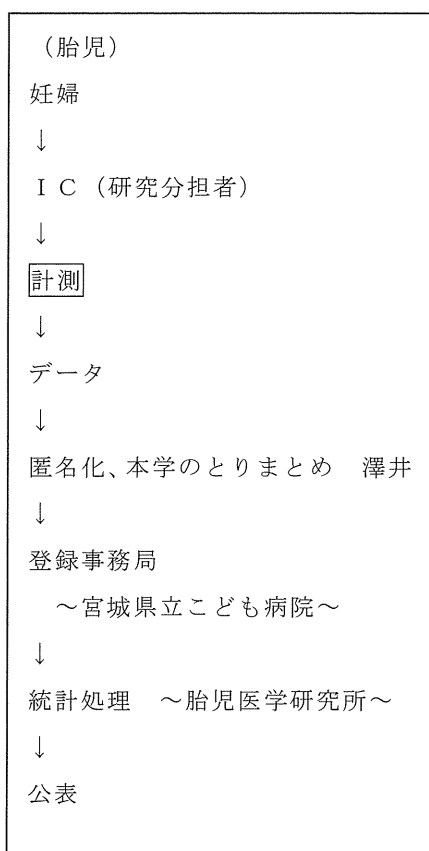 （胎児）
妊婦
↓
ＩＣ（研究分担者）
↓
計測
↓
データ
↓
匿名化、本学のとりまとめ　澤井
↓
登録事務局
～宮城県立こども病院～
↓
統計処理　～胎児医学研究所～
↓
公表